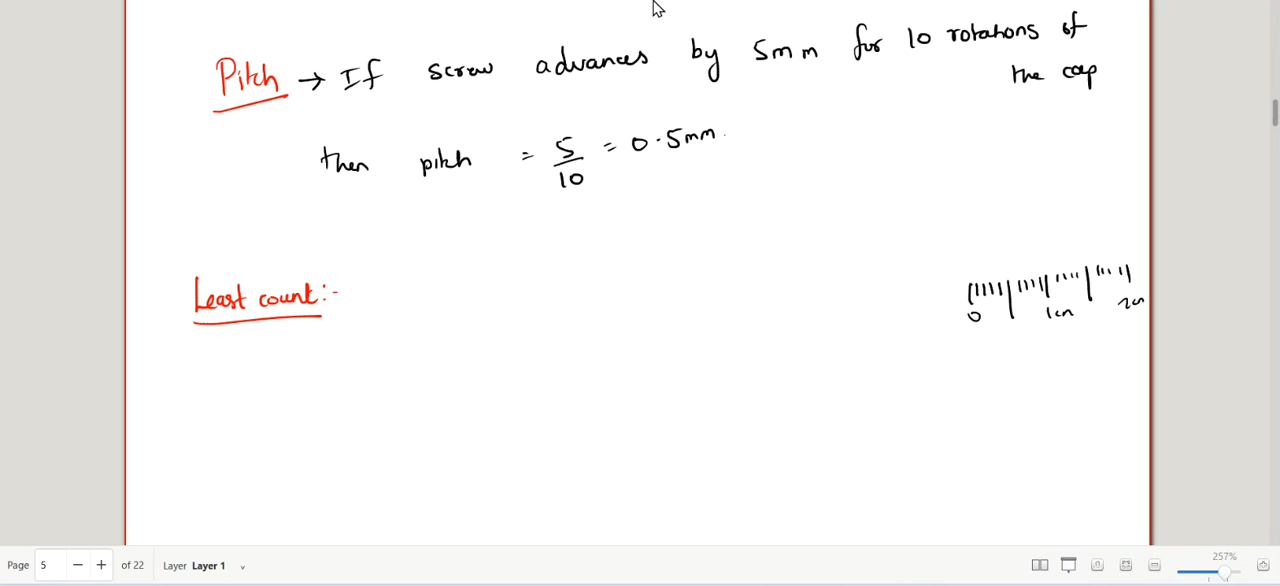 Pitch → If screw advances by 5mm for 10 rotations of
the cap
then pitch = 5/10 = 0.5mm.
Least count:-
0 1cm 2cm
Page 5 of 22 Layer Layer 1
257%